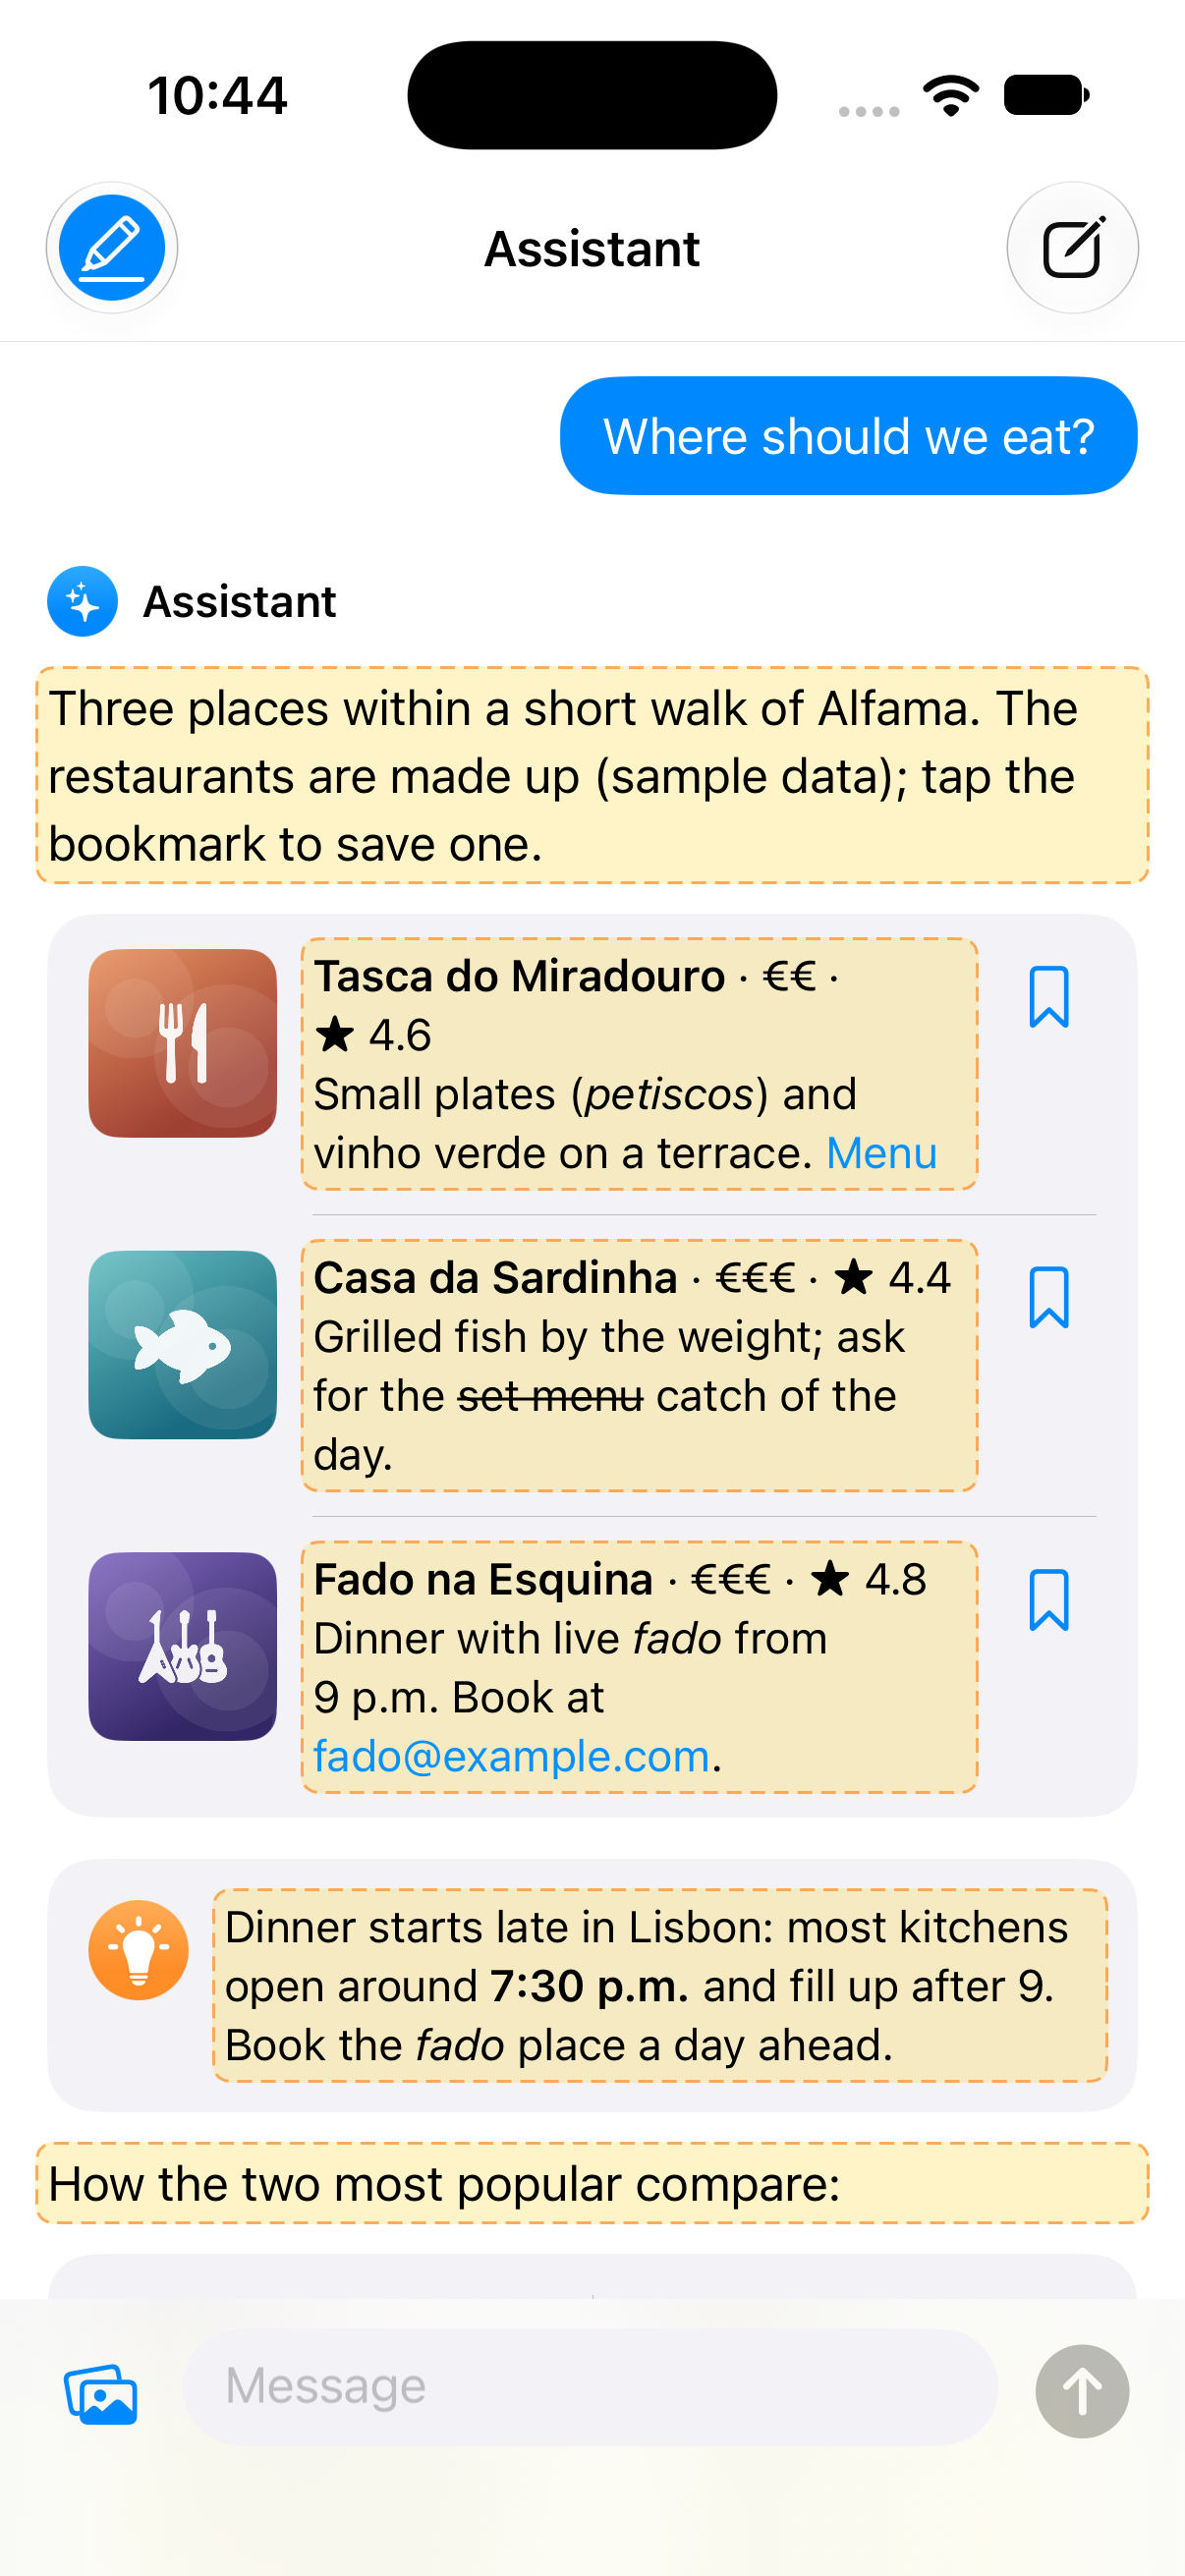 10:44
Assistant
Where should we eat?
Assistant
Three places within a short walk of Alfama. The
restaurants are made up (sample data); tap the
bookmark to save one.
Tasca do Miradouro · €€ ·
★ 4.6
Small plates (petiscos) and
vinho verde on a terrace. Menu
Casa da Sardinha · €€€ · ★ 4.4
Grilled fish by the weight; ask
for the set menu catch of the
day.
Fado na Esquina · €€€ · ★ 4.8
Dinner with live fado from
9 p.m. Book at
fado@example.com.
Dinner starts late in Lisbon: most kitchens
open around 7:30 p.m. and fill up after 9.
Book the fado place a day ahead.
How the two most popular compare:
Message